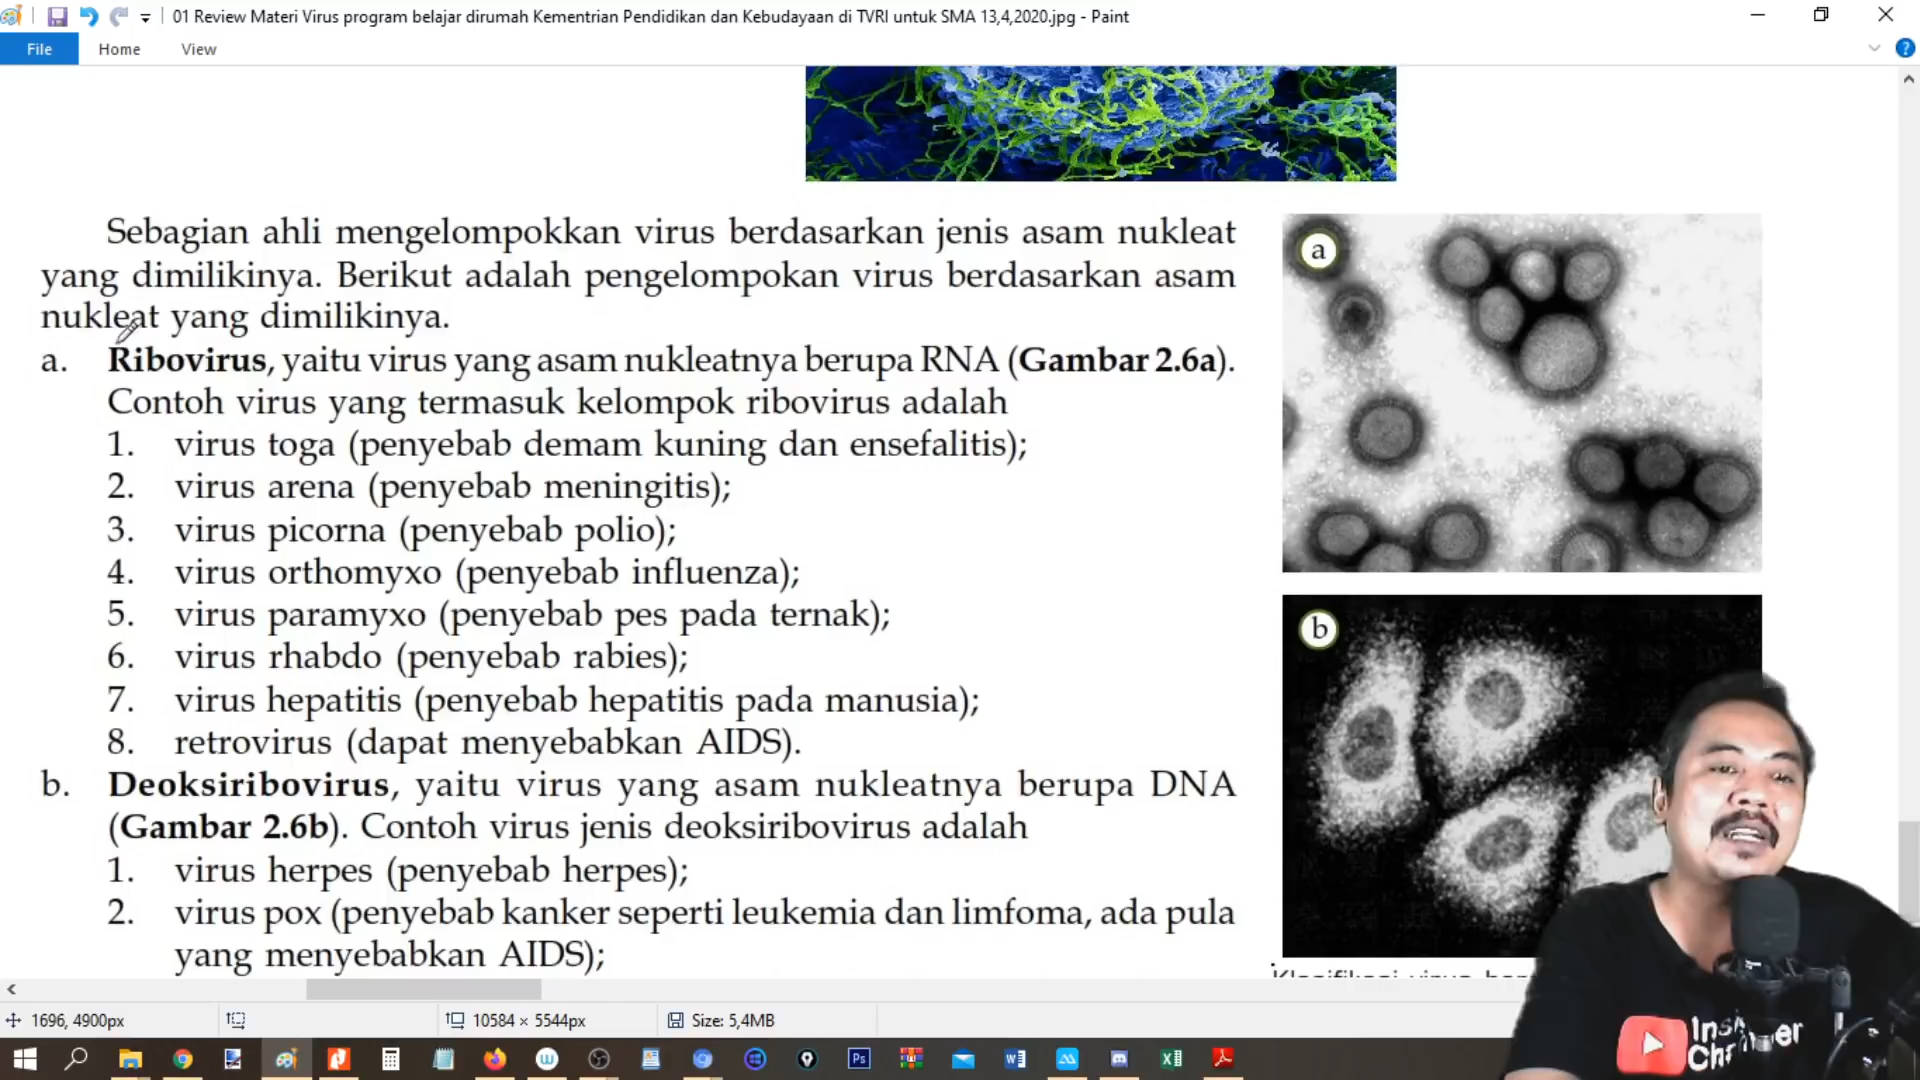 01 Review Materi Virus program belajar dirumah Kementrian Pendidikan dan Kebudayaan di TVRI untuk SMA 13,4,2020.jpg - Paint
File Home View
Sebagian ahli mengelompokkan virus berdasarkan jenis asam nukleat
yang dimilikinya. Berikut adalah pengelompokan virus berdasarkan asam
nukleat yang dimilikinya.
a. Ribovirus, yaitu virus yang asam nukleatnya berupa RNA (Gambar 2.6a).
Contoh virus yang termasuk kelompok ribovirus adalah
1. virus toga (penyebab demam kuning dan ensefalitis);
2. virus arena (penyebab meningitis);
3. virus picorna (penyebab polio);
4. virus orthomyxo (penyebab influenza);
5. virus paramyxo (penyebab pes pada ternak);
6. virus rhabdo (penyebab rabies);
7. virus hepatitis (penyebab hepatitis pada manusia);
8. retrovirus (dapat menyebabkan AIDS).
b. Deoksiribovirus, yaitu virus yang asam nukleatnya berupa DNA
(Gambar 2.6b). Contoh virus jenis deoksiribovirus adalah
1. virus herpes (penyebab herpes);
2. virus pox (penyebab kanker seperti leukemia dan limfoma, ada pula
yang menyebabkan AIDS);
a
b
Klasifikasi virus
1696, 4900px
10584 × 5544px
Size: 5,4MB
Ps